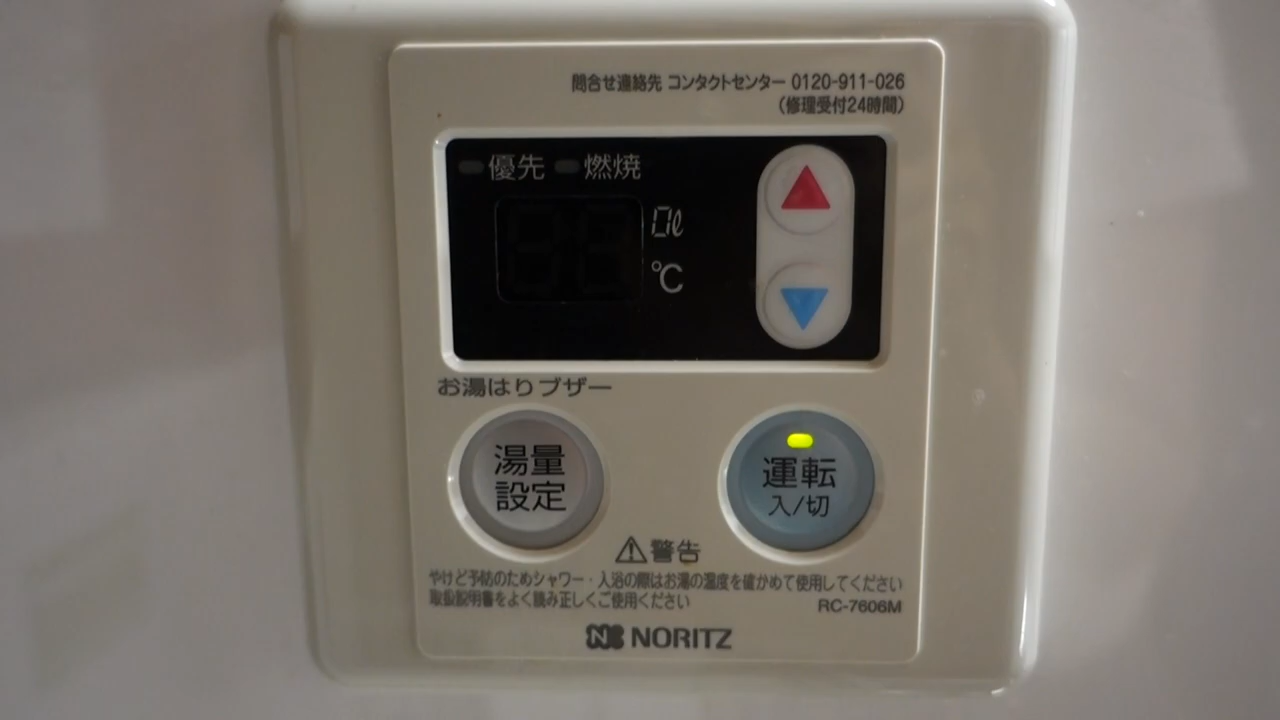 問合せ連絡先 コンタクトセンター 0120-911-026
(修理受付24時間)
優先 燃焼
0ℓ
℃
お湯はりブザー
湯量
設定
運転
入/切
⚠警告
やけど予防のためシャワー・入浴の際はお湯の温度を確かめて使用してください
取扱説明書をよく読み正しくご使用ください
RC-7606M
NORITZ